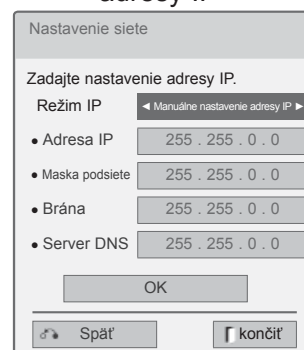 Nastavenie siete
Zadajte nastavenie adresy IP.
Režim IP ◄ Manuálne nastavenie adresy IP ►
● Adresa IP 255 . 255 . 0 . 0
● Maska podsiete 255 . 255 . 0 . 0
● Brána 255 . 255 . 0 . 0
● Server DNS 255 . 255 . 0 . 0
OK
Späť končiť